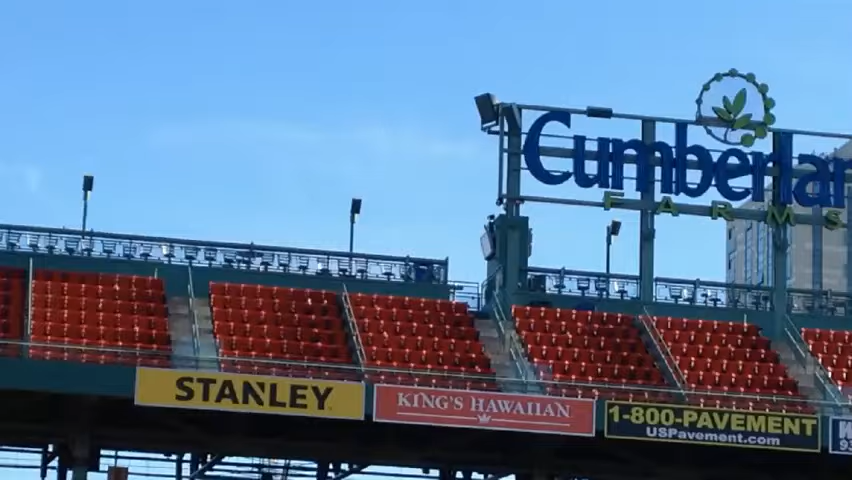 Cumberlan
FARMS
STANLEY
KING'S HAWAIIAN
1-800-PAVEMENT
USPavement.com